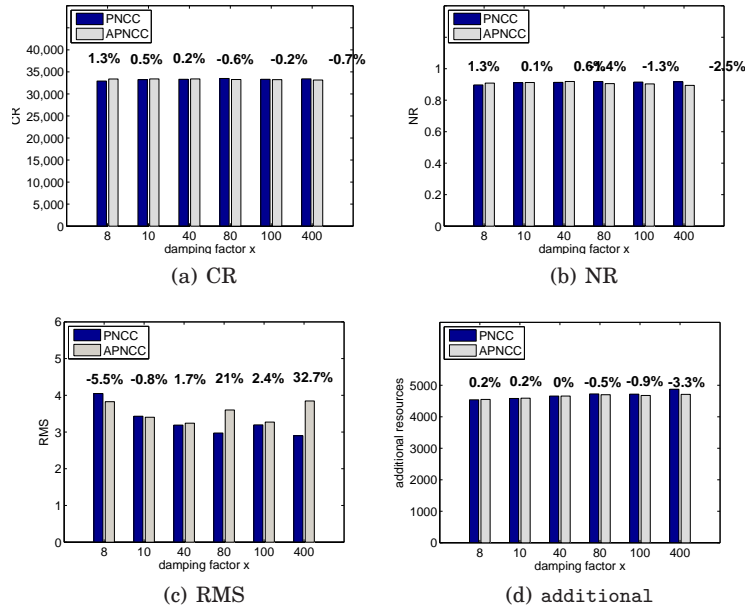 PNCC
APNCC
40,000
35,000
30,000
25,000
20,000
15,000
10,000
5,000
0
CR
1.3% 0.5% 0.2% -0.6% -0.2% -0.7%
8 10 40 80 100 400
damping factor x
(a) CR
PNCC
APNCC
1
0.8
0.6
0.4
0.2
0
NR
1.3% 0.1% 0.6% -1.4% -1.3% -2.5%
8 10 40 80 100 400
damping factor x
(b) NR
PNCC
APNCC
6
5
4
3
2
1
0
RMS
-5.5% -0.8% 1.7% 21% 2.4% 32.7%
8 10 40 80 100 400
damping factor x
(c) RMS
PNCC
APNCC
5000
4000
3000
2000
1000
0
additional resources
0.2% 0.2% 0% -0.5% -0.9% -3.3%
8 10 40 80 100 400
damping factor x
(d) additional